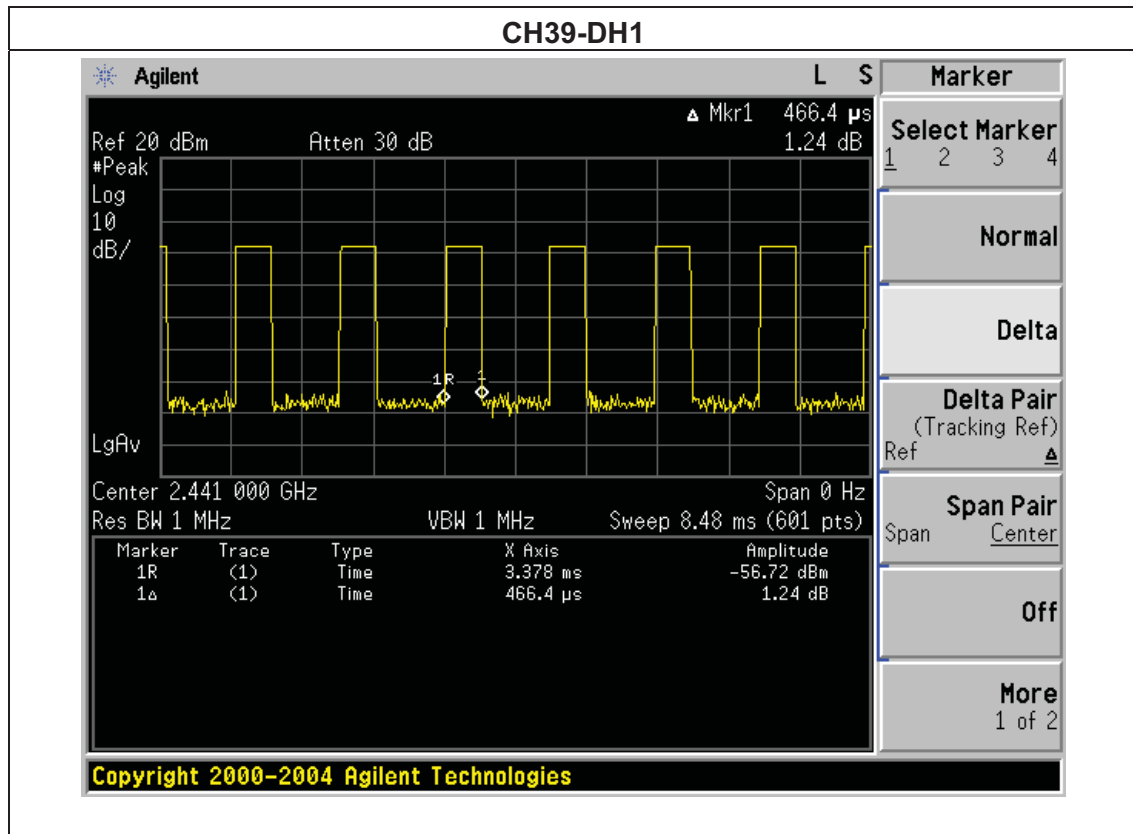 CH39-DH1
Agilent L S Marker
Δ Mkr1 466.4 µs
Ref 20 dBm Atten 30 dB 1.24 dB
Select Marker
1 2 3 4
#Peak
Log
10
dB/
Normal
Delta
1R 1
Delta Pair
(Tracking Ref)
Ref Δ
LgAv
Center 2.441 000 GHz Span 0 Hz
Res BW 1 MHz VBW 1 MHz Sweep 8.48 ms (601 pts)
Span Pair
Span Center
Marker Trace Type X Axis Amplitude
1R (1) Time 3.378 ms -56.72 dBm
1Δ (1) Time 466.4 µs 1.24 dB
Off
More
1 of 2
Copyright 2000-2004 Agilent Technologies